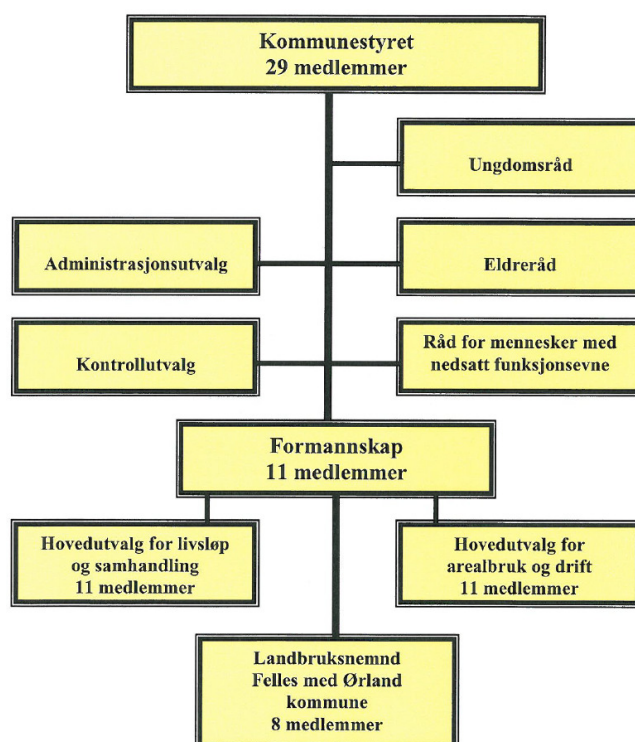 Kommunestyret
29 medlemmer
Ungdomsråd
Administrasjonsutvalg
Eldreråd
Kontrollutvalg
Råd for mennesker med
nedsatt funksjonsevne
Formannskap
11 medlemmer
Hovedutvalg for livsløp
og samhandling
11 medlemmer
Hovedutvalg for
arealbruk og drift
11 medlemmer
Landbruksnemnd
Felles med Ørland
kommune
8 medlemmer